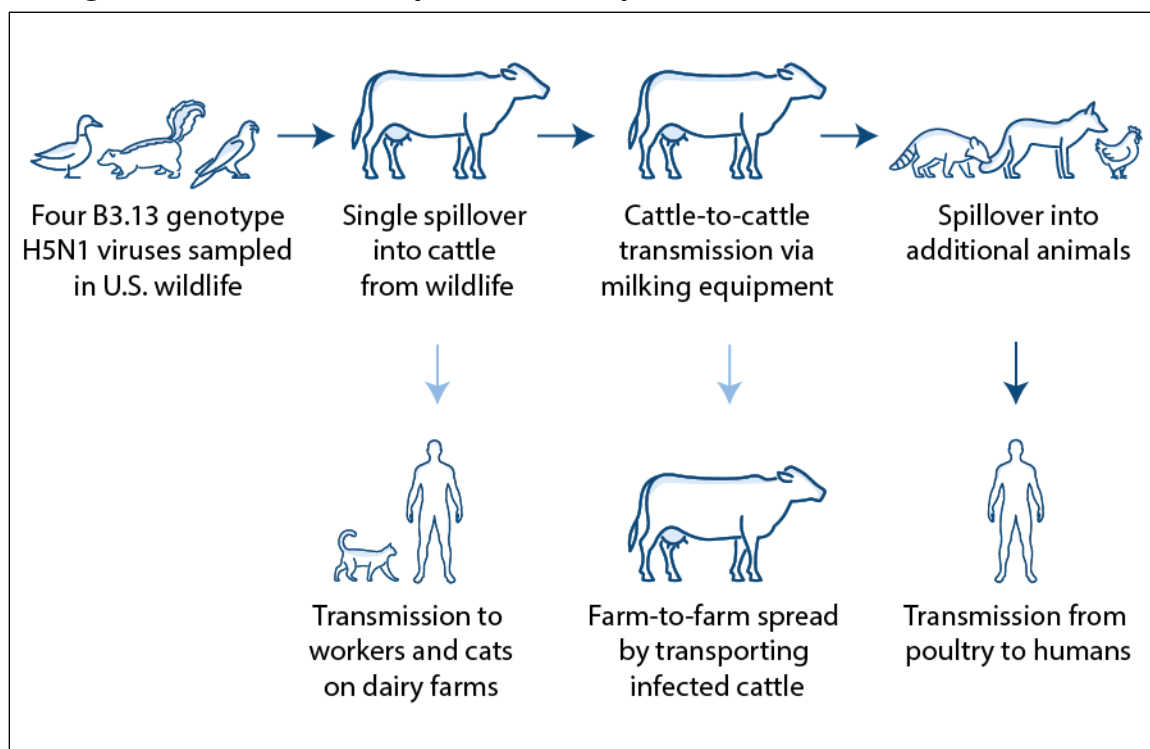 Four B3.13 genotype
H5N1 viruses sampled
in U.S. wildlife
Single spillover
into cattle
from wildlife
Cattle-to-cattle
transmission via
milking equipment
Spillover into
additional animals
Transmission to
workers and cats
on dairy farms
Farm-to-farm spread
by transporting
infected cattle
Transmission from
poultry to humans